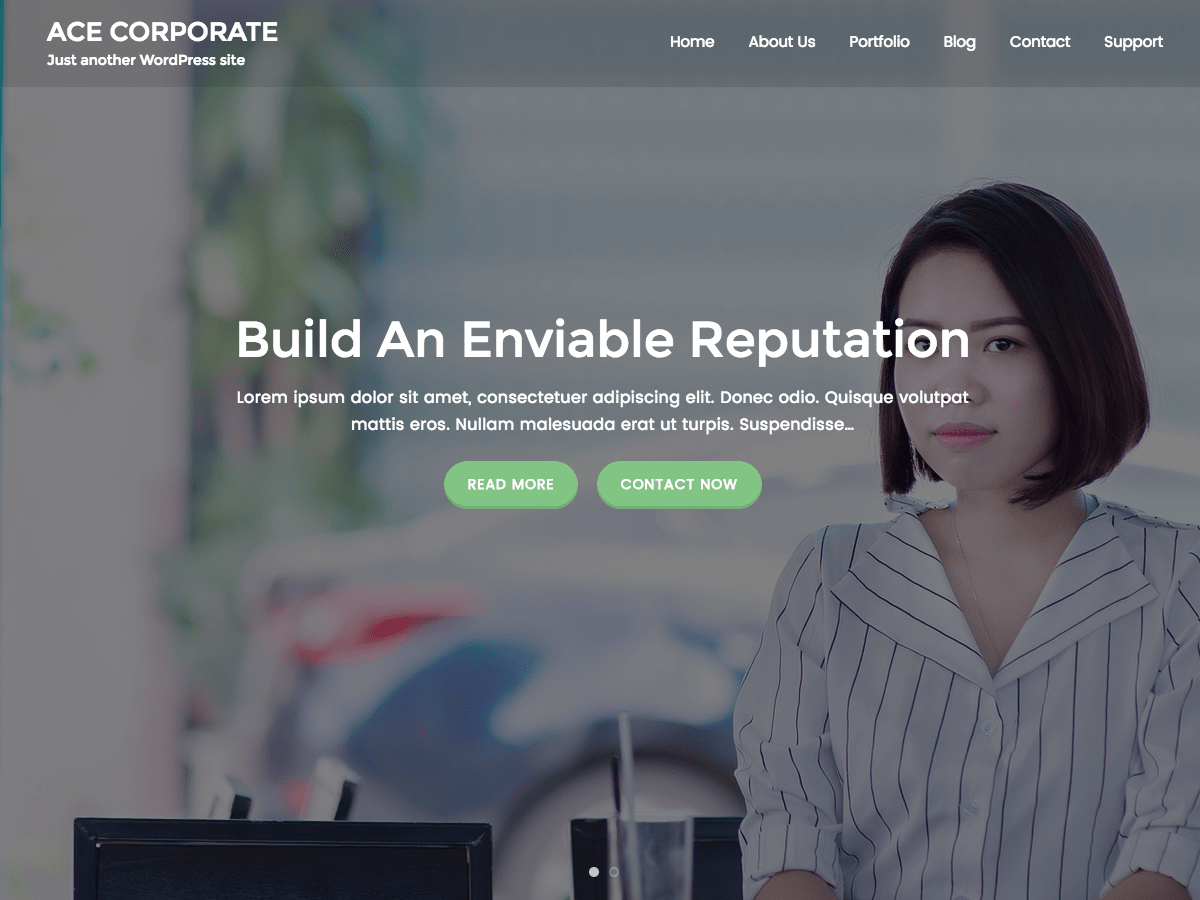 ACE CORPORATE
Just another WordPress site
Home About Us Portfolio Blog Contact Support
Build An Enviable Reputation
Lorem ipsum dolor sit amet, consectetuer adipiscing elit. Donec odio. Quisque volutpat
mattis eros. Nullam malesuada erat ut turpis. Suspendisse…
READ MORE CONTACT NOW